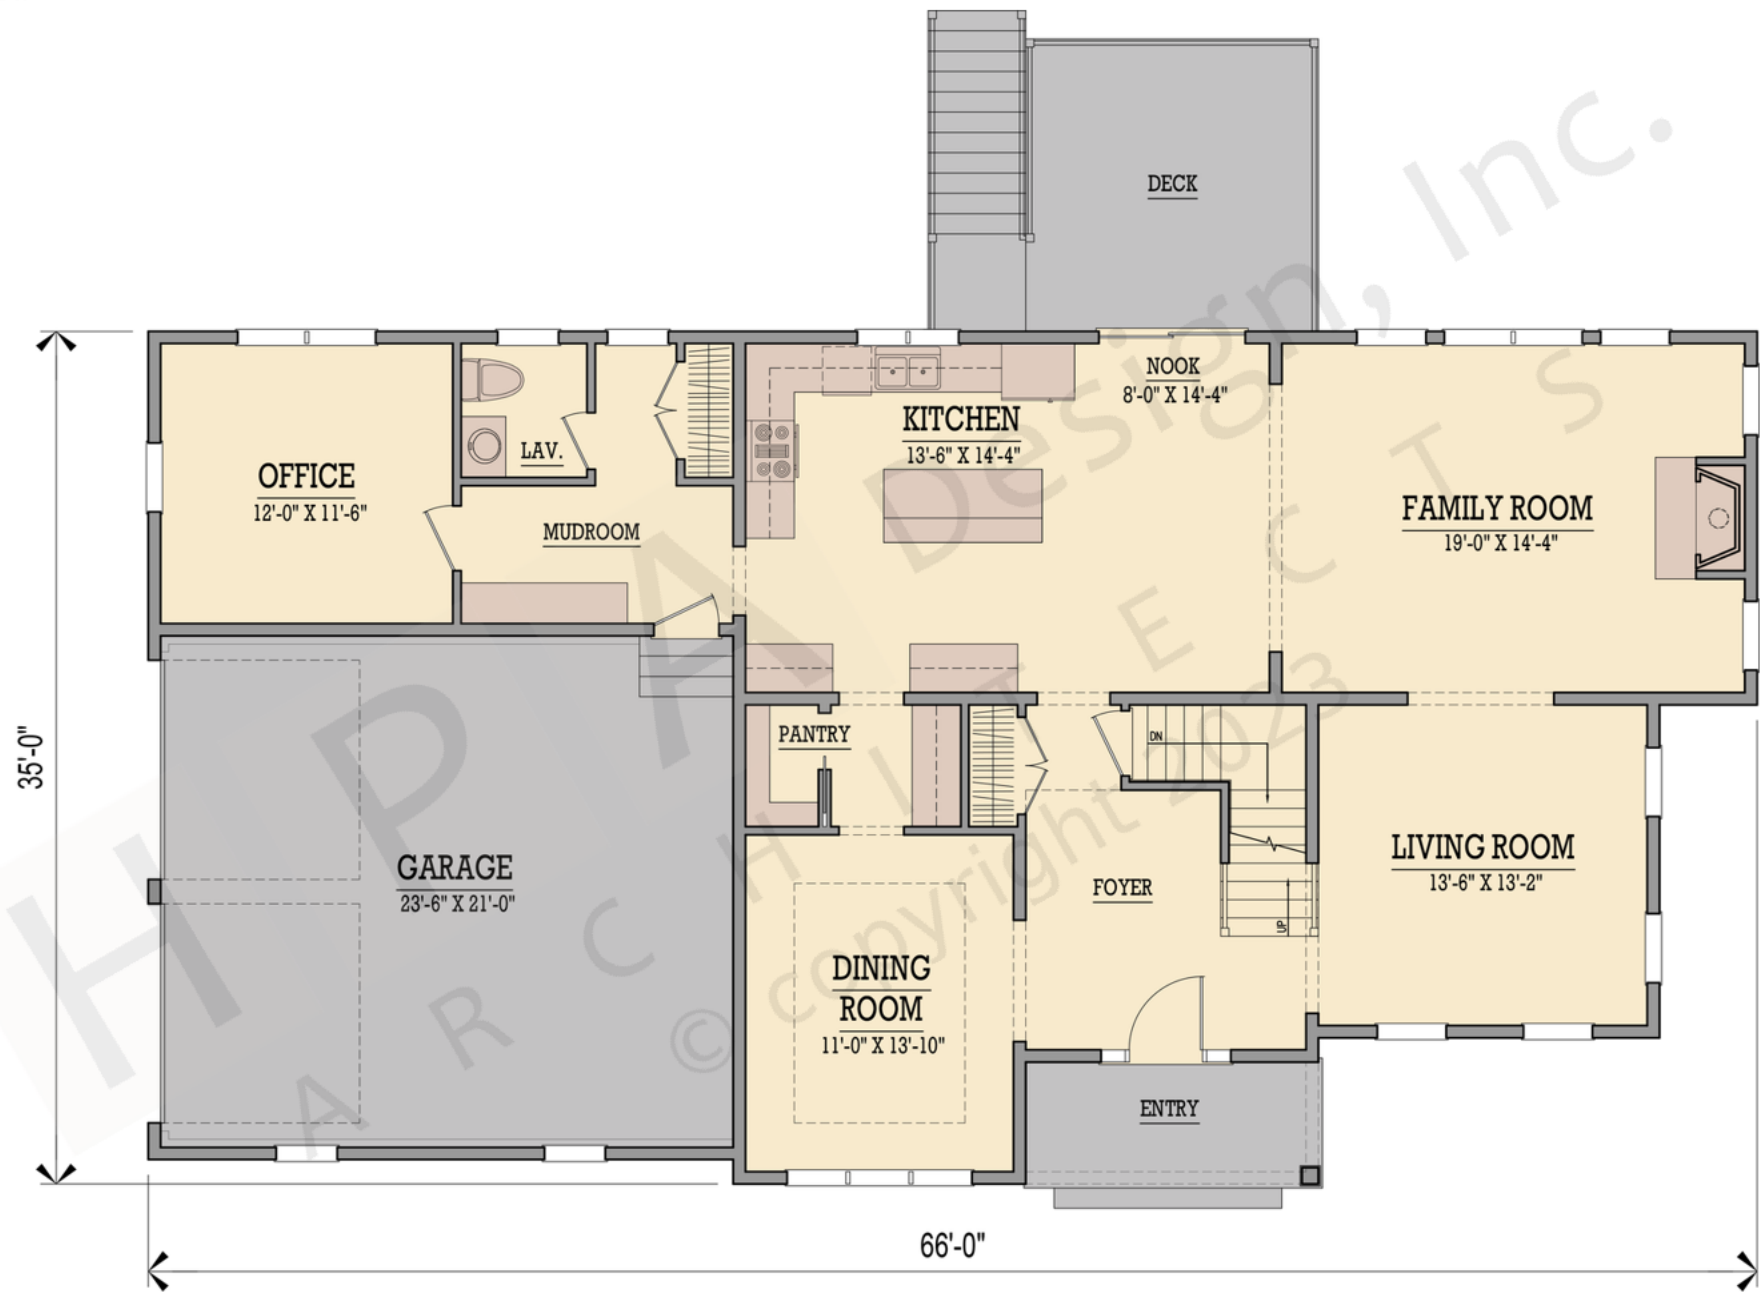 DECK
NOOK
8'-0" X 14'-4"
KITCHEN
13'-6" X 14'-4"
LAV.
OFFICE
12'-0" X 11'-6"
MUDROOM
FAMILY ROOM
19'-0" X 14'-4"
PANTRY
DN
35'-0"
GARAGE
23'-6" X 21'-0"
LIVING ROOM
13'-6" X 13'-2"
FOYER
UP
DINING
ROOM
11'-0" X 13'-10"
ENTRY
66'-0"
HPA Design, Inc.
ARCHITECTS
© copyright 2023